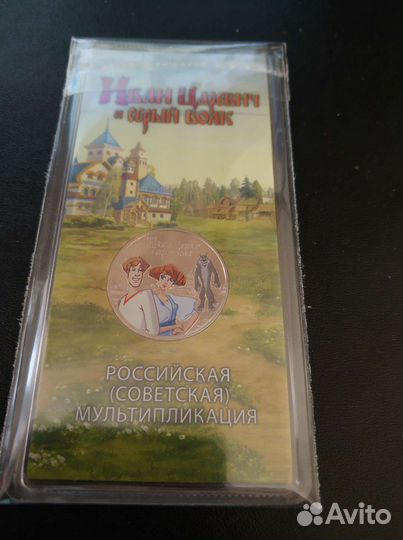 Иван Царевич
и серый волк
РОССИЙСКАЯ
(СОВЕТСКАЯ)
МУЛЬТИПЛИКАЦИЯ
Avito